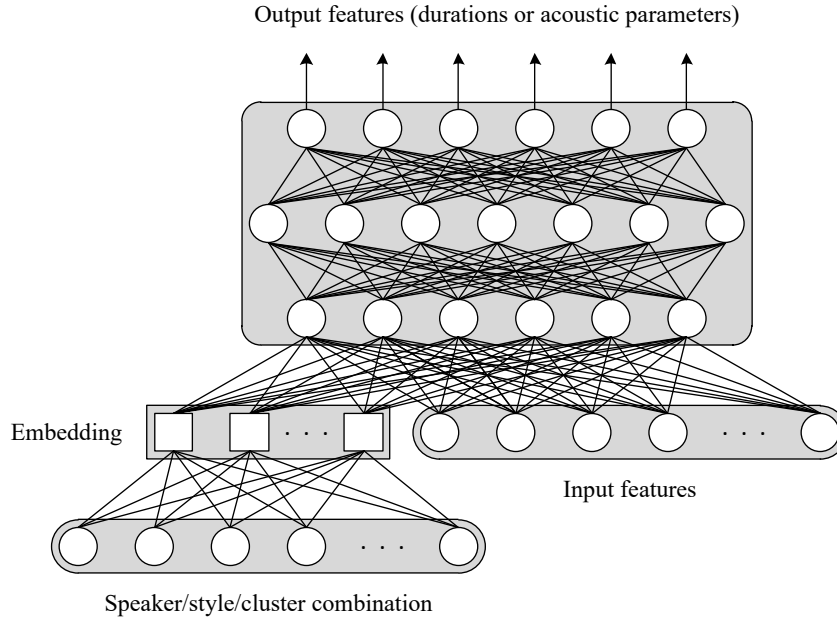 Output features (durations or acoustic parameters)
Embedding
. . .
. . .
Input features
. . .
Speaker/style/cluster combination